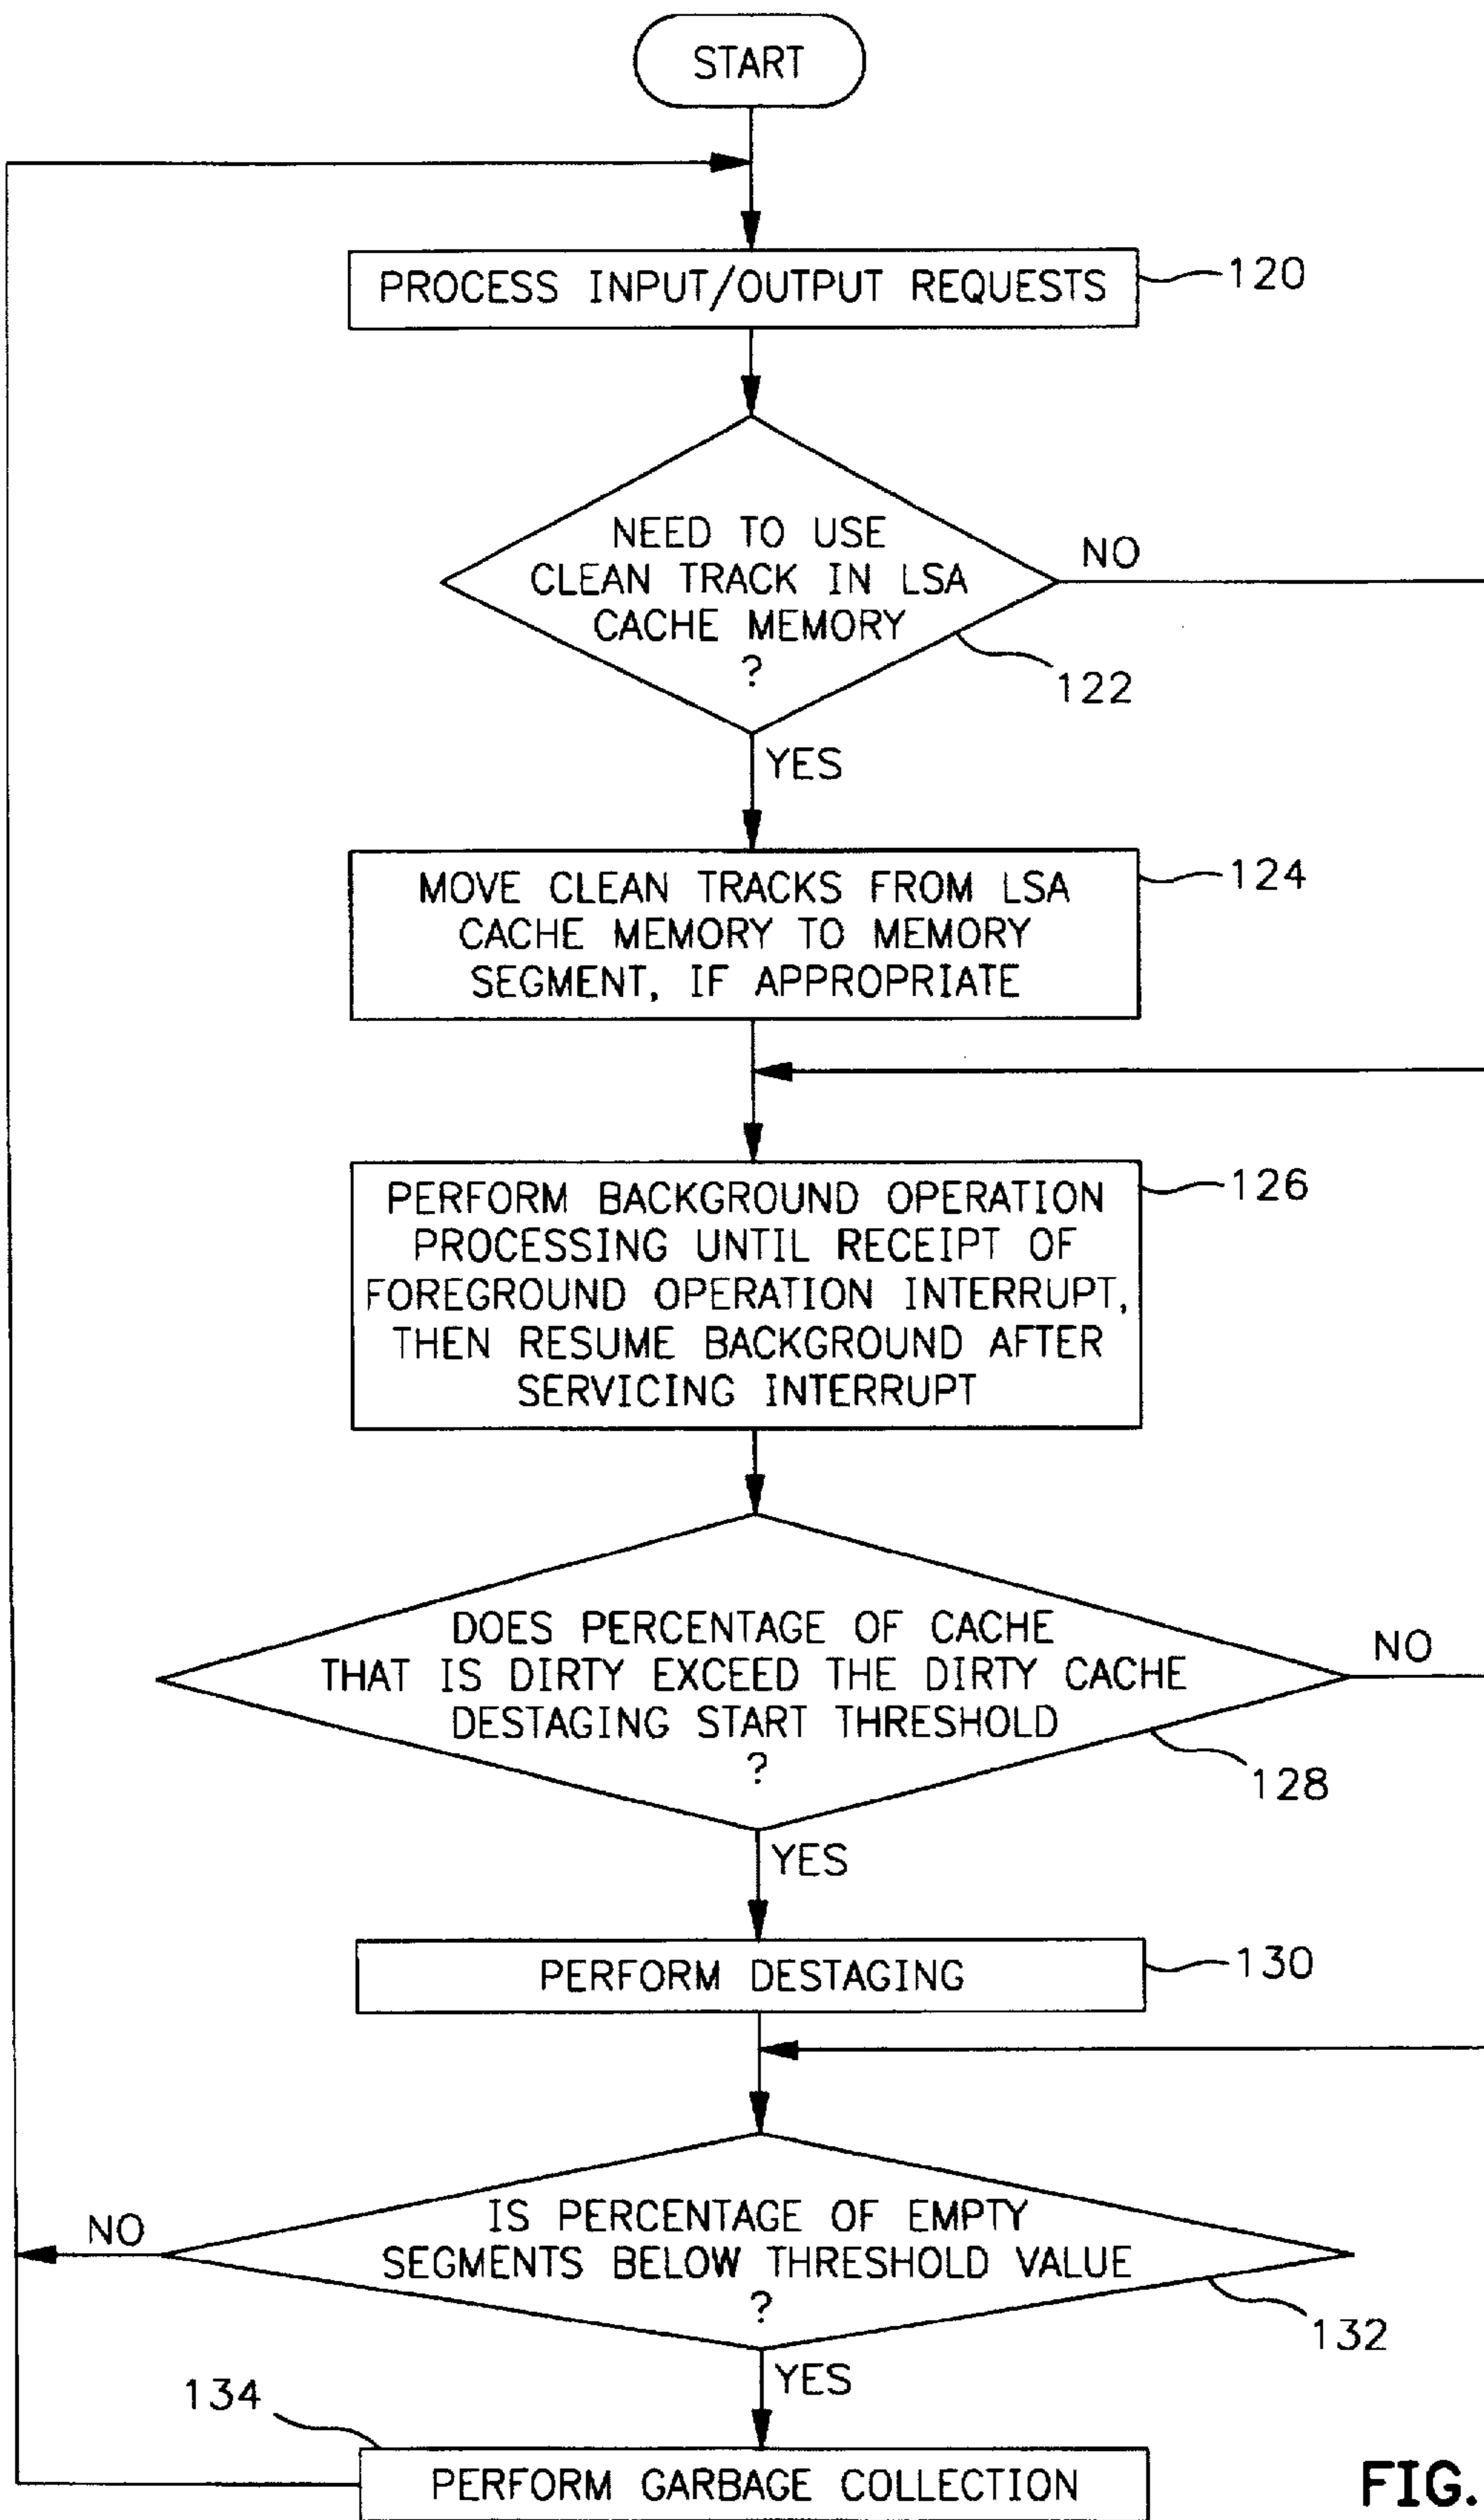 START
PROCESS INPUT/OUTPUT REQUESTS
120
NEED TO USE
CLEAN TRACK IN LSA
CACHE MEMORY
?
NO
122
YES
MOVE CLEAN TRACKS FROM LSA
CACHE MEMORY TO MEMORY
SEGMENT, IF APPROPRIATE
124
PERFORM BACKGROUND OPERATION
PROCESSING UNTIL RECEIPT OF
FOREGROUND OPERATION INTERRUPT,
THEN RESUME BACKGROUND AFTER
SERVICING INTERRUPT
126
DOES PERCENTAGE OF CACHE
THAT IS DIRTY EXCEED THE DIRTY CACHE
DESTAGING START THRESHOLD
?
NO
128
YES
PERFORM DESTAGING
130
IS PERCENTAGE OF EMPTY
SEGMENTS BELOW THRESHOLD VALUE
?
NO
132
YES
134
PERFORM GARBAGE COLLECTION
FIG.